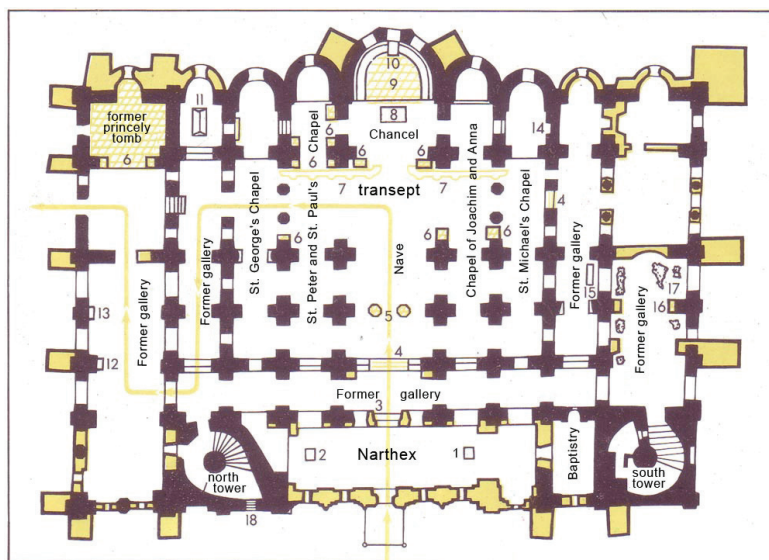 10
9
11
former
princely
tomb
8
Chancel
14
6
6
6
6
Chapel
7
transept
7
4
St. George's Chapel
St. Peter and St. Paul's
6
Nave
6
6
Chapel of Joachim and Anna
St. Michael's Chapel
Former gallery
Former gallery
Former gallery
15
17
16
Former gallery
13
5
12
4
Former gallery
3
2
Narthex
1
Baptistry
north
tower
south
tower
18